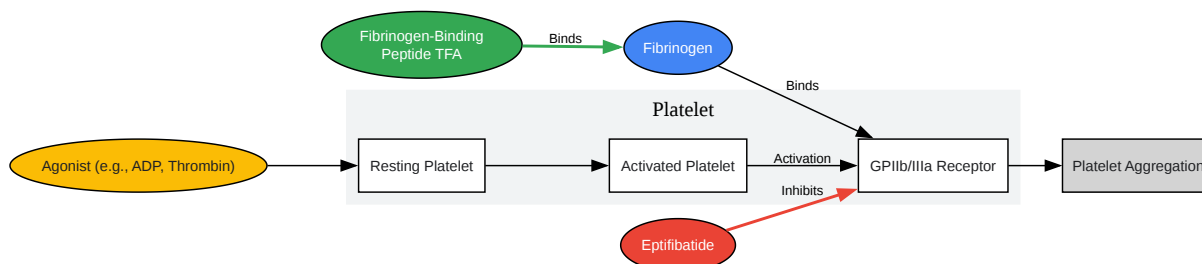 Fibrinogen-Binding
Peptide TFA
Binds
Fibrinogen
Binds
Platelet
Agonist (e.g., ADP, Thrombin)
Resting Platelet
Activated Platelet
Activation
GPIIb/IIIa Receptor
Platelet Aggregation
Inhibits
Eptifibatide